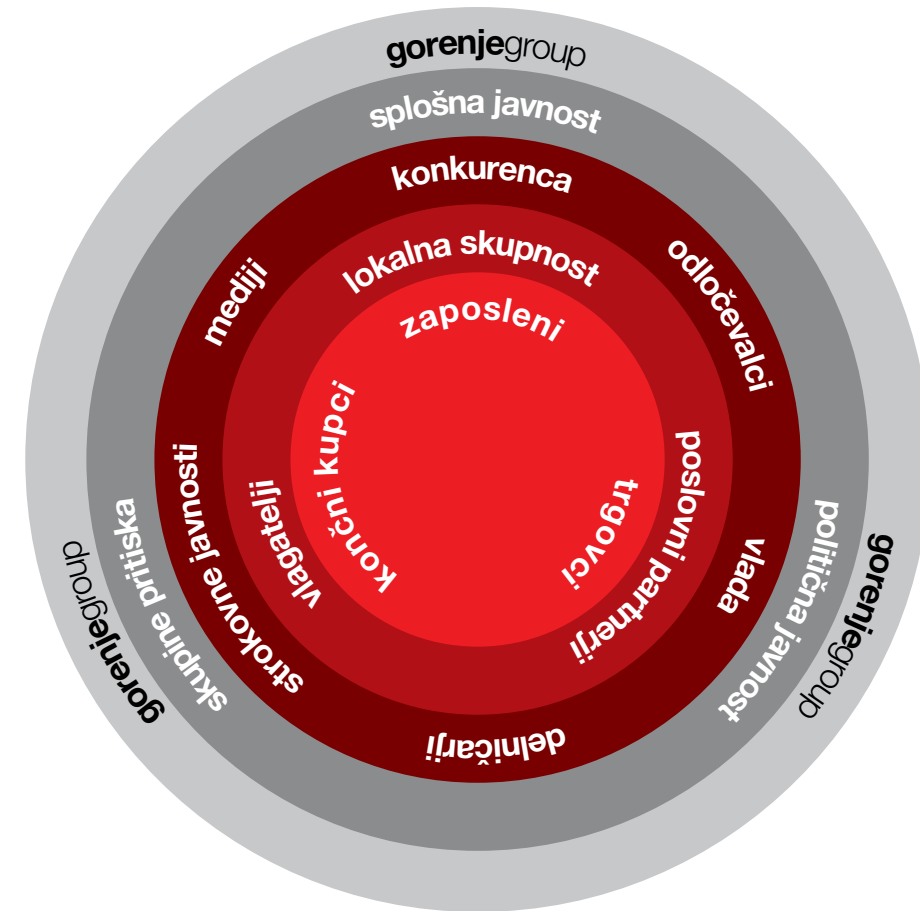 gorenjegroup
splošna javnost
konkurenca
lokalna skupnost
zaposleni
mediji
odločevalci
končni kupci
trgovci
vlagatelji
poslovni partnerji
strokovne javnosti
vlada
skupine pritiska
politična javnost
gorenjegroup
gorenjegroup
delničarji